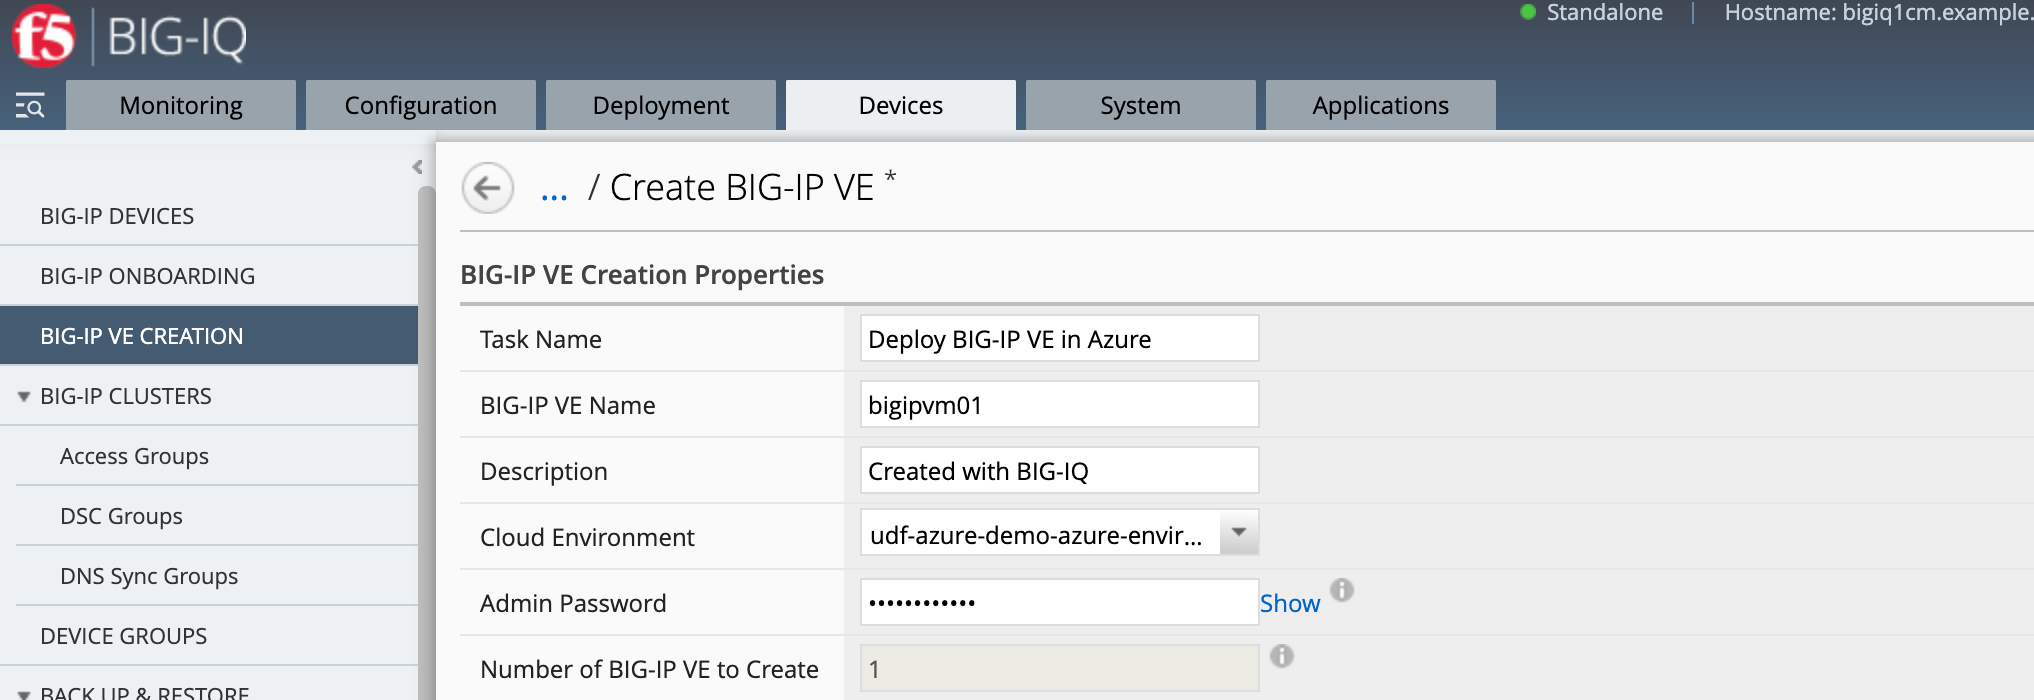 f5 BIG-IQ
Standalone | Hostname: bigiq1cm.example.
Monitoring Configuration Deployment Devices System Applications
BIG-IP DEVICES
BIG-IP ONBOARDING
BIG-IP VE CREATION
BIG-IP CLUSTERS
Access Groups
DSC Groups
DNS Sync Groups
DEVICE GROUPS
BACK UP & RESTORE
... / Create BIG-IP VE *
BIG-IP VE Creation Properties
Task Name Deploy BIG-IP VE in Azure
BIG-IP VE Name bigipvm01
Description Created with BIG-IQ
Cloud Environment udf-azure-demo-azure-envir...
Admin Password •••••••••••• Show
Number of BIG-IP VE to Create 1